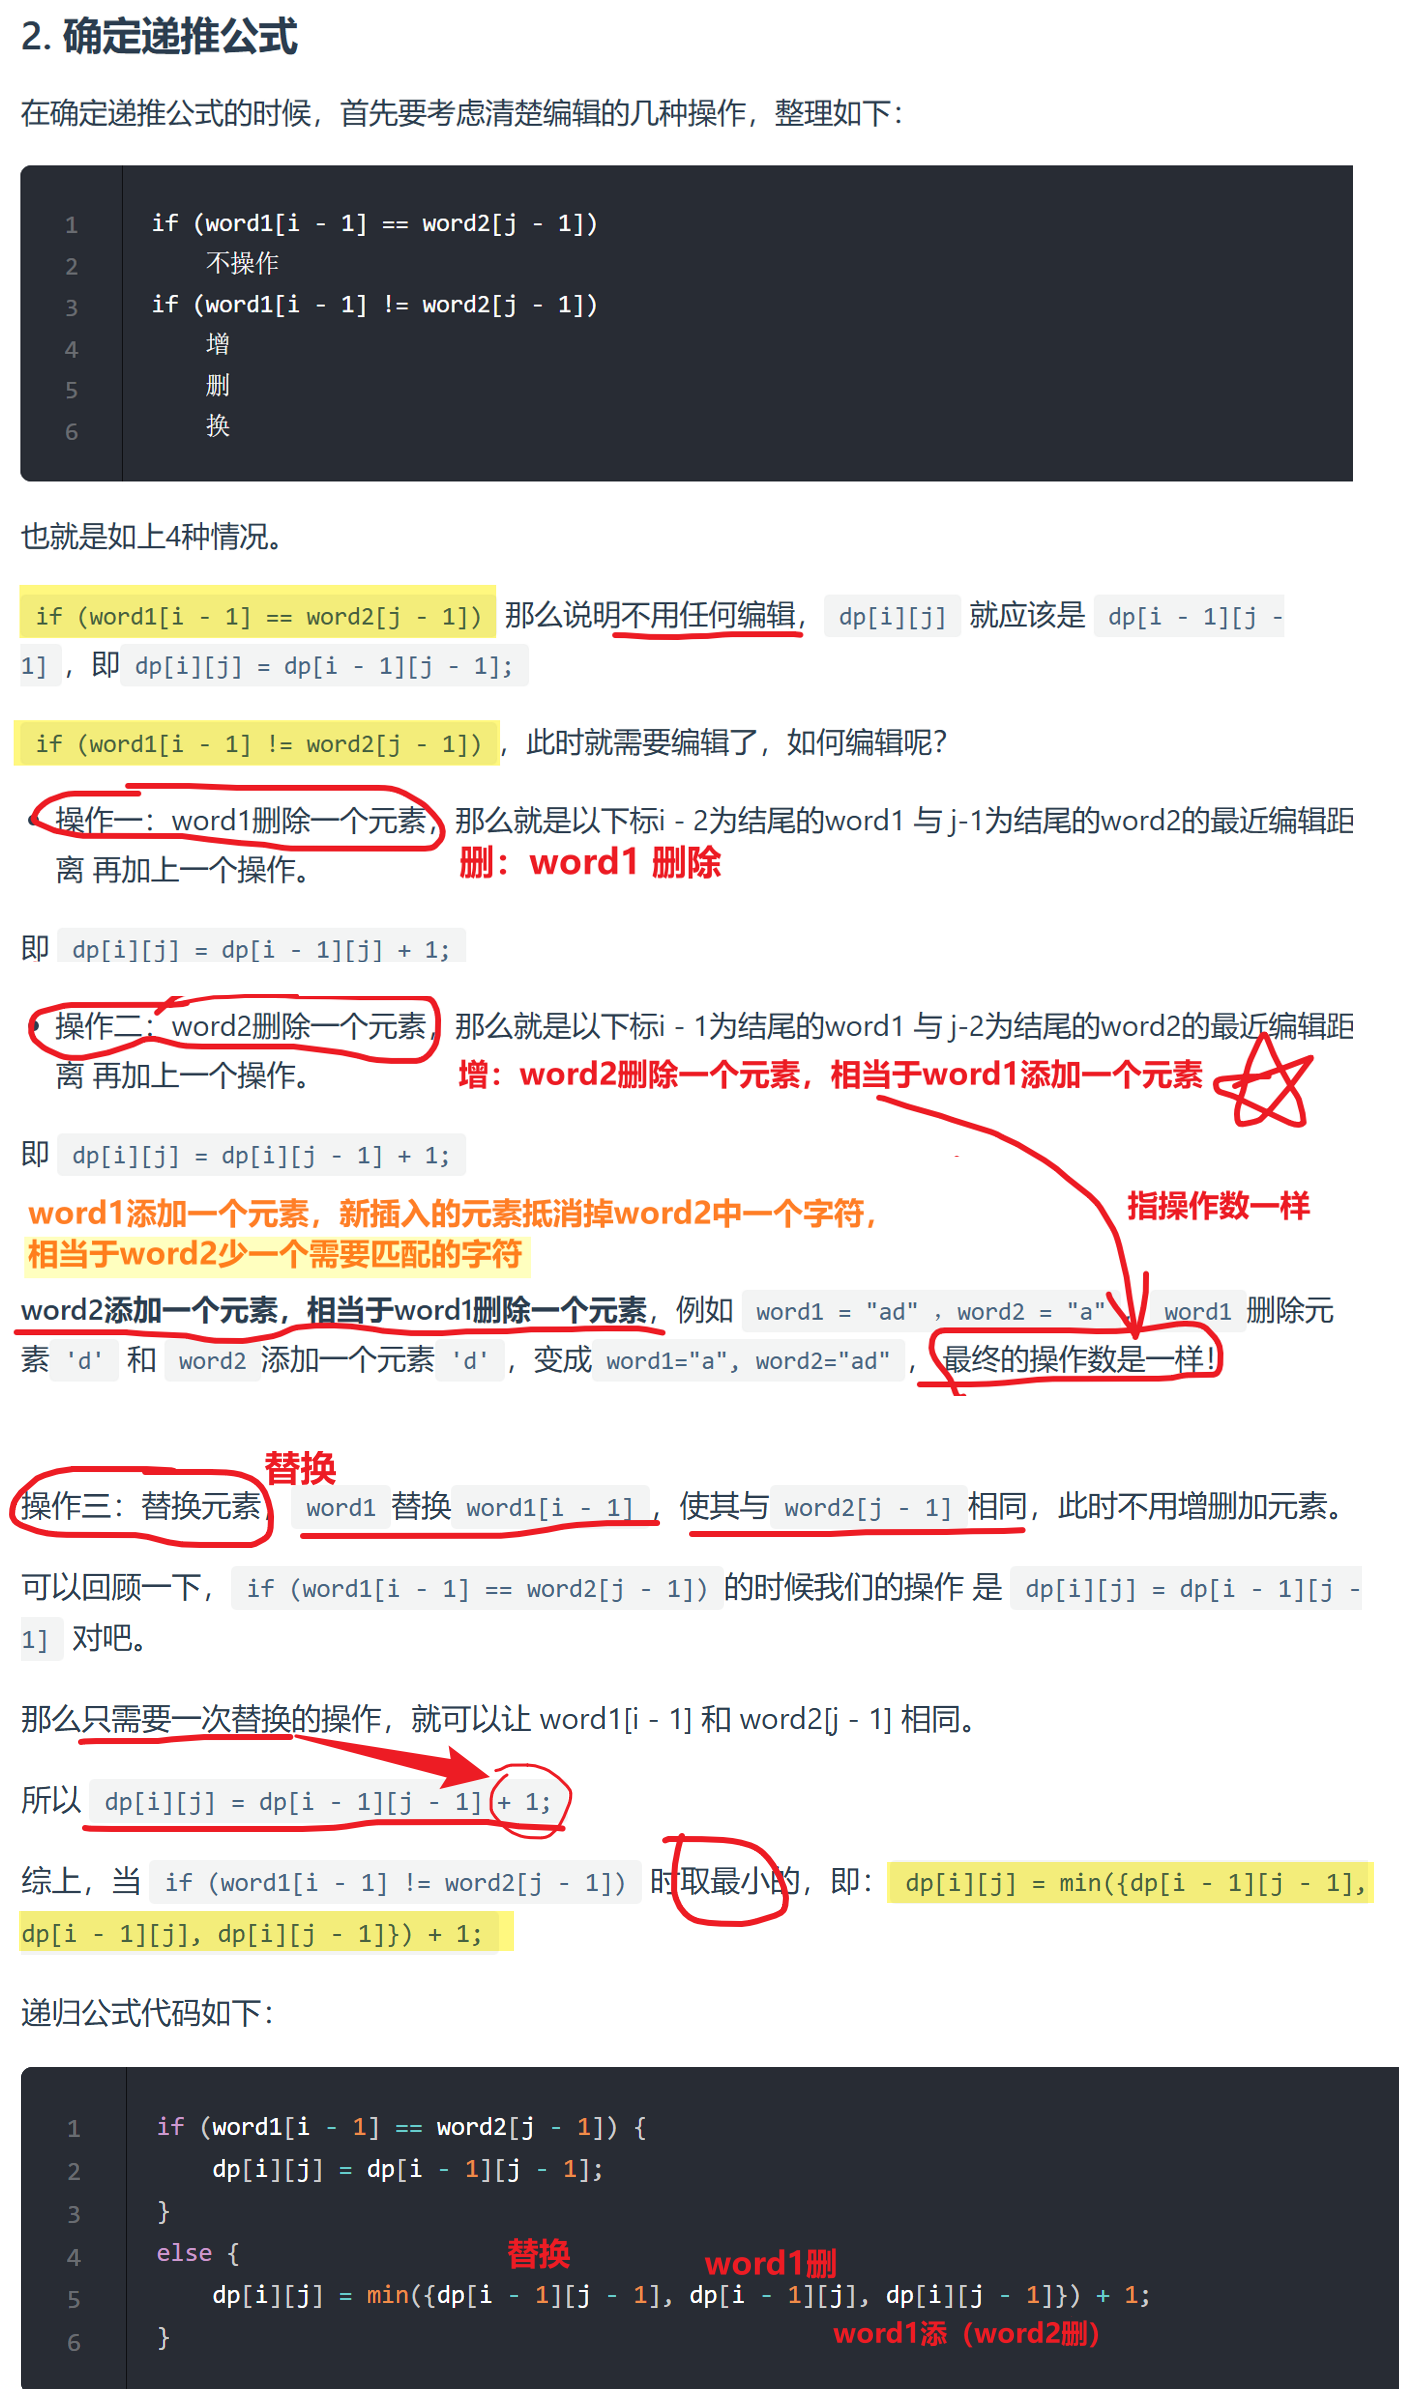 2. 确定递推公式
在确定递推公式的时候，首先要考虑清楚编辑的几种操作，整理如下：
1 if (word1[i - 1] == word2[j - 1])
2 不操作
3 if (word1[i - 1] != word2[j - 1])
4 增
5 删
6 换
也就是如上4种情况。
if (word1[i - 1] == word2[j - 1]) 那么说明不用任何编辑， dp[i][j] 就应该是 dp[i - 1][j -
1] ，即 dp[i][j] = dp[i - 1][j - 1];
if (word1[i - 1] != word2[j - 1]) ，此时就需要编辑了，如何编辑呢？
• 操作一：word1删除一个元素，那么就是以下标i - 2为结尾的word1 与 j-1为结尾的word2的最近编辑距
离 再加上一个操作。
删：word1 删除
即 dp[i][j] = dp[i - 1][j] + 1;
• 操作二：word2删除一个元素，那么就是以下标i - 1为结尾的word1 与 j-2为结尾的word2的最近编辑距
离 再加上一个操作。
增：word2删除一个元素，相当于word1添加一个元素
即 dp[i][j] = dp[i][j - 1] + 1;
指操作数一样
word1添加一个元素，新插入的元素抵消掉word2中一个字符，
相当于word2少一个需要匹配的字符
word2添加一个元素，相当于word1删除一个元素，例如 word1 = "ad" ，word2 = "a" ， word1 删除元
素 'd' 和 word2 添加一个元素 'd' ，变成 word1="a", word2="ad" ， 最终的操作数是一样！
替换
操作三：替换元素， word1 替换 word1[i - 1] ，使其与 word2[j - 1] 相同，此时不用增删加元素。
可以回顾一下， if (word1[i - 1] == word2[j - 1]) 的时候我们的操作 是 dp[i][j] = dp[i - 1][j -
1] 对吧。
那么只需要一次替换的操作，就可以让 word1[i - 1] 和 word2[j - 1] 相同。
所以 dp[i][j] = dp[i - 1][j - 1] + 1;
综上，当 if (word1[i - 1] != word2[j - 1]) 时取最小的，即： dp[i][j] = min({dp[i - 1][j - 1],
dp[i - 1][j], dp[i][j - 1]}) + 1;
递归公式代码如下：
1 if (word1[i - 1] == word2[j - 1]) {
2 dp[i][j] = dp[i - 1][j - 1];
3 }
4 else {
替换 word1删
5 dp[i][j] = min({dp[i - 1][j - 1], dp[i - 1][j], dp[i][j - 1]}) + 1;
word1添（word2删）
6 }